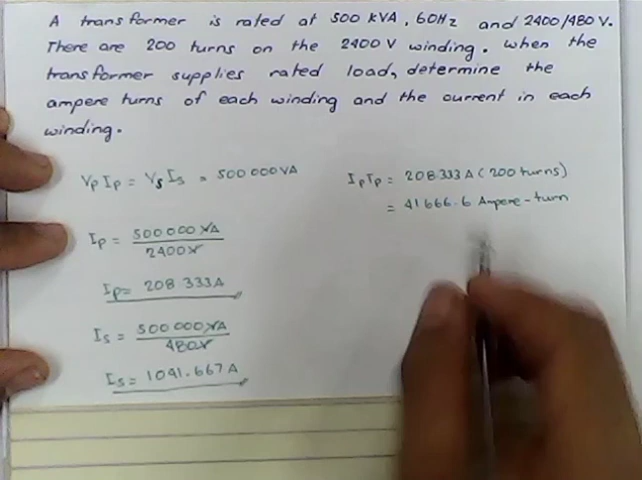 A transformer is rated at 500 kVA, 60Hz and 2400/480 V.
There are 200 turns on the 2400 V winding. When the
transformer supplies rated load, determine the
ampere turns of each winding and the current in each
winding.
VpIp = VsIs = 500 000 VA
Ip = 500 000 VA / 2400V
Ip = 208.333A
Is = 500 000 VA / 480V
Is = 1041.667 A
IpTp = 208.333 A (200 turns)
= 41 666.6 Ampere-turn